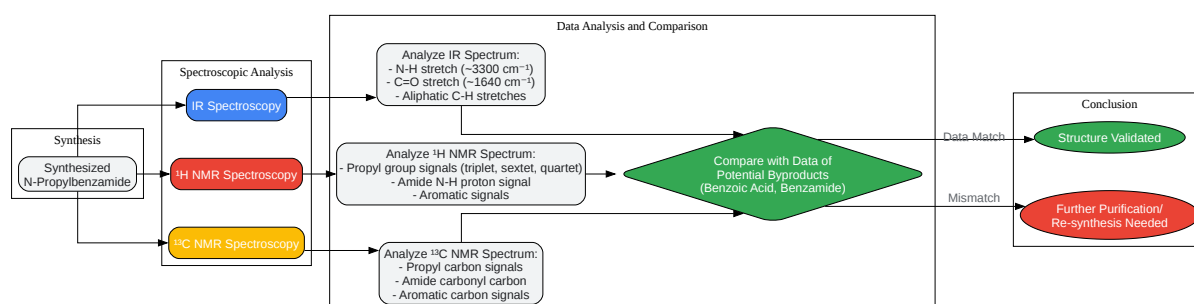 Data Analysis and Comparison
Analyze IR Spectrum:
- N-H stretch (~3300 cm⁻¹)
- C=O stretch (~1640 cm⁻¹)
- Aliphatic C-H stretches
Spectroscopic Analysis
IR Spectroscopy
Conclusion
Synthesis
Synthesized
N-Propylbenzamide
¹H NMR Spectroscopy
Analyze ¹H NMR Spectrum:
- Propyl group signals (triplet, sextet, quartet)
- Amide N-H proton signal
- Aromatic signals
Compare with Data of
Potential Byproducts
(Benzoic Acid, Benzamide)
Data Match
Structure Validated
Mismatch
Further Purification/
Re-synthesis Needed
¹³C NMR Spectroscopy
Analyze ¹³C NMR Spectrum:
- Propyl carbon signals
- Amide carbonyl carbon
- Aromatic carbon signals